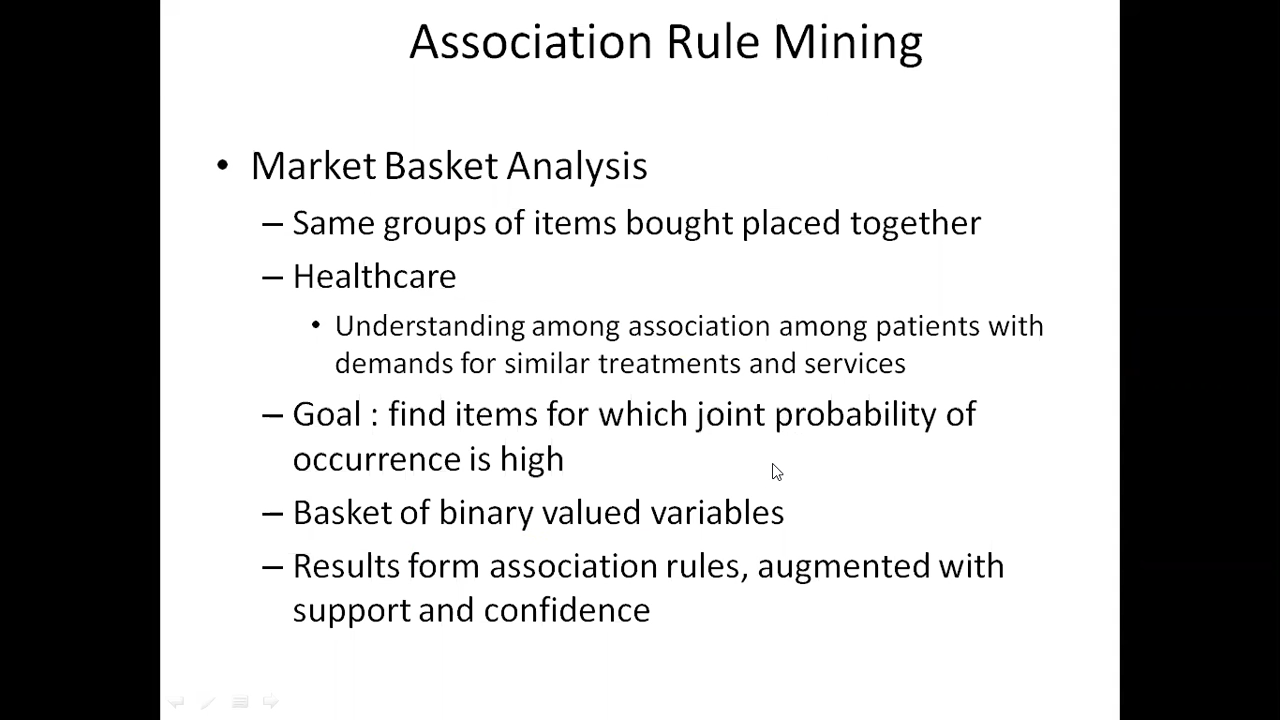 Association Rule Mining
• Market Basket Analysis
– Same groups of items bought placed together
– Healthcare
• Understanding among association among patients with
demands for similar treatments and services
– Goal : find items for which joint probability of
occurrence is high
– Basket of binary valued variables
– Results form association rules, augmented with
support and confidence